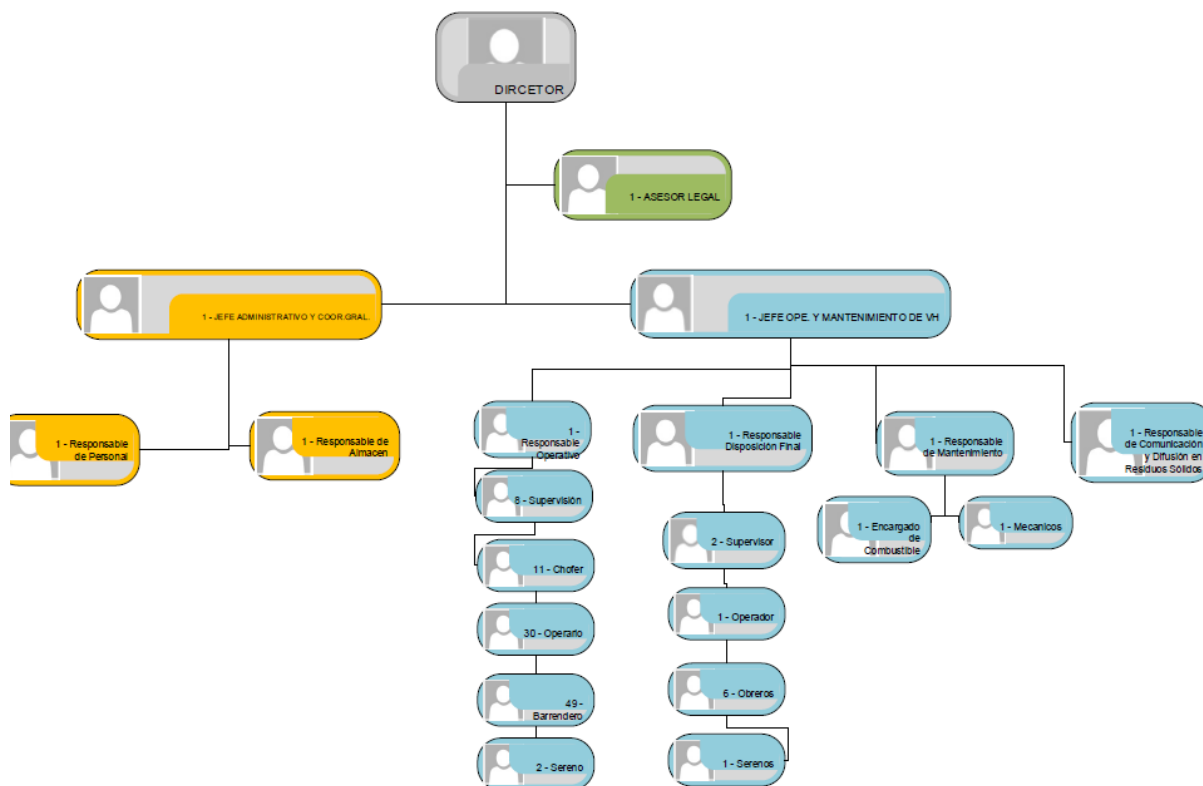 DIRCETOR
1 - ASESOR LEGAL
1 - JEFE ADMINISTRATIVO Y COOR.GRAL.
1 - JEFE OPE. Y MANTENIMIENTO DE VH
1 - Responsable
de Personal
1 - Responsable de
Almacen
1 -
Responsable
Operativo
8 - Supervisión
11 - Chofer
30 - Operario
49 -
Barrendero
2 - Sereno
1 - Responsable
Disposición Final
2 - Supervisor
1 - Operador
6 - Obreros
1 - Serenos
1 - Responsable
de Mantenimiento
1 - Encargado
de
Combustible
1 - Mecanicos
1 - Responsable
de Comunicación
y Difusión en
Residuos Sólidos